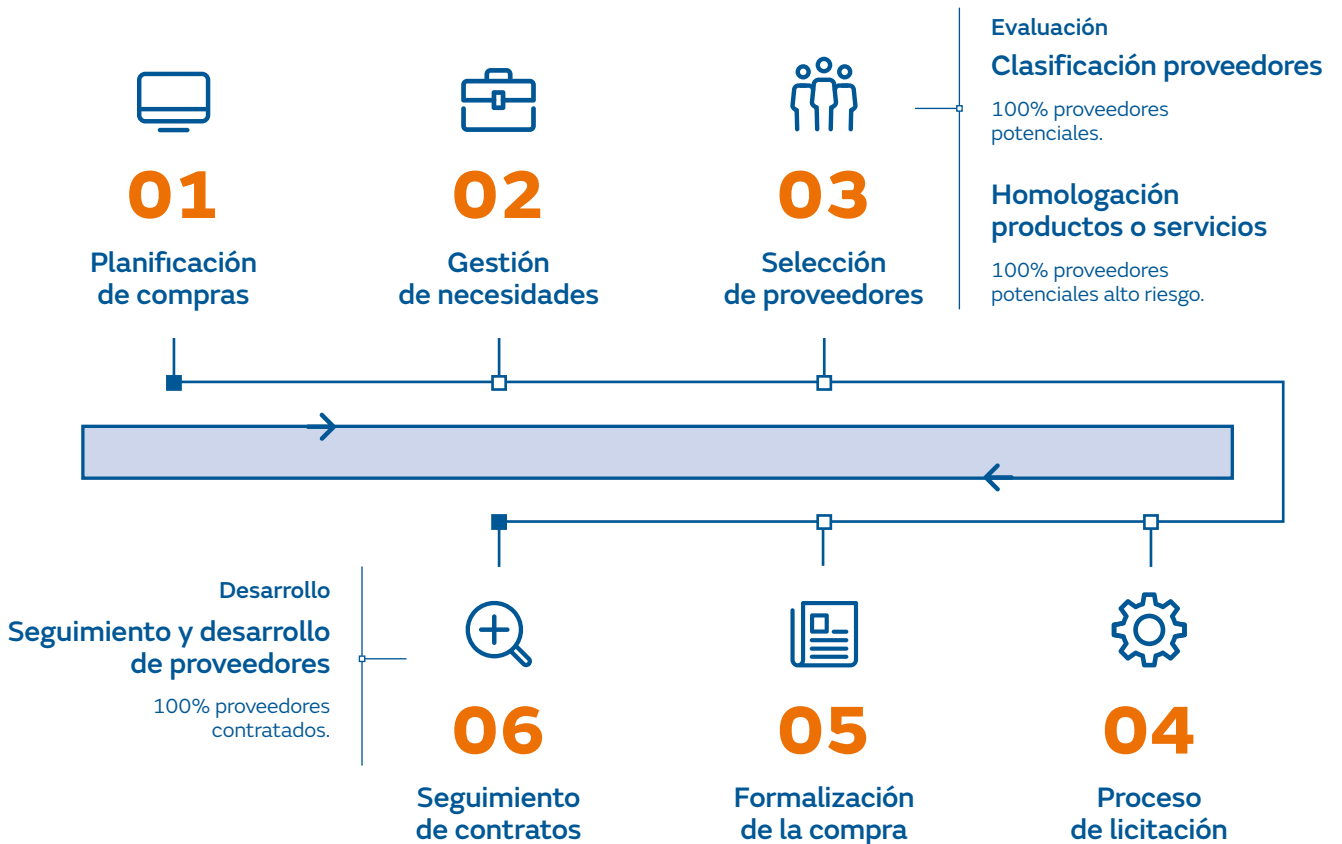 01
Planificación
de compras
02
Gestión
de necesidades
03
Selección
de proveedores
Evaluación
Clasificación proveedores
100% proveedores
potenciales.
Homologación
productos o servicios
100% proveedores
potenciales alto riesgo.
Desarrollo
Seguimiento y desarrollo
de proveedores
100% proveedores
contratados.
06
Seguimiento
de contratos
05
Formalización
de la compra
04
Proceso
de licitación